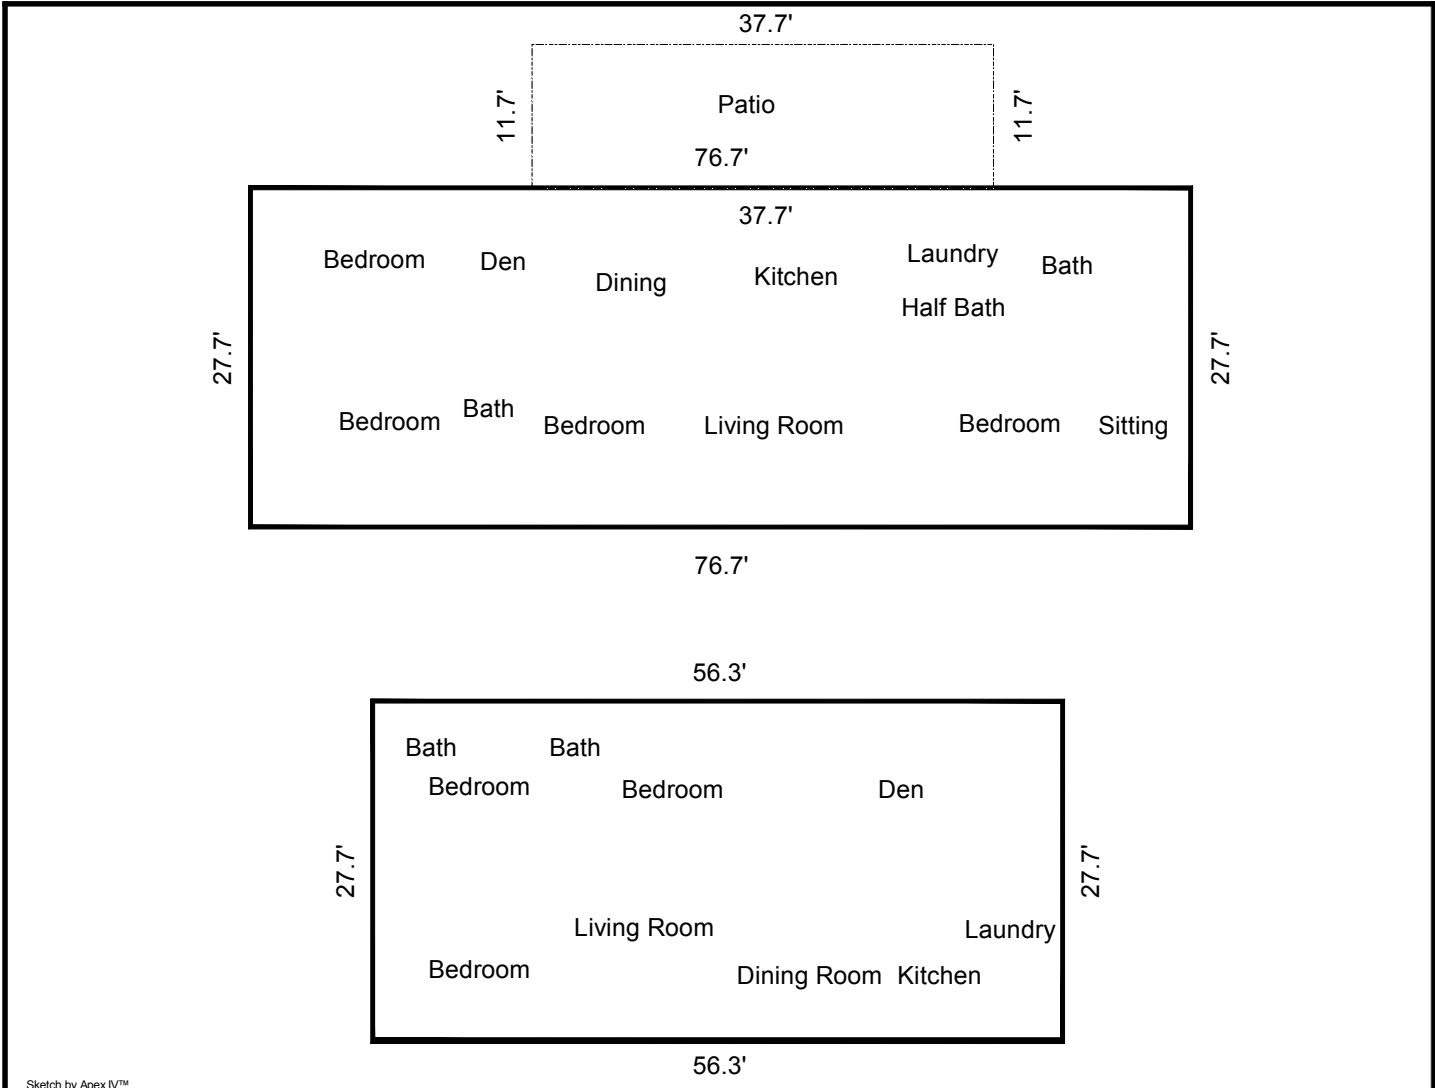 37.7'
11.7'
Patio
11.7'
76.7'
37.7'
Bedroom Den Dining Kitchen Laundry Bath
Half Bath
27.7'
27.7'
Bedroom Bath Bedroom Living Room Bedroom Sitting
76.7'
56.3'
Bath Bath
Bedroom Bedroom Den
27.7'
27.7'
Living Room Laundry
Bedroom Dining Room Kitchen
56.3'
Sketch by Apex IV™